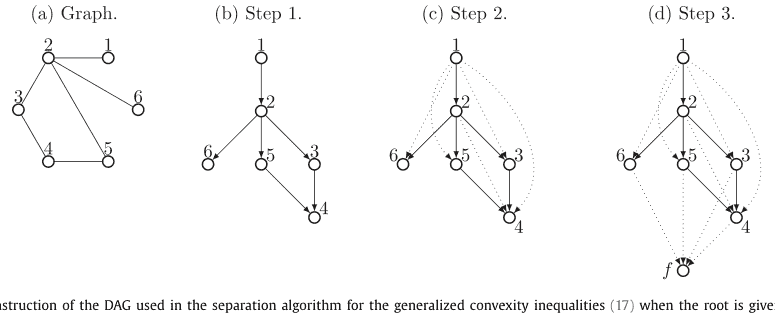 (a) Graph. (b) Step 1. (c) Step 2. (d) Step 3.
2 1 1 1 1
3 6 2 2 2
4 5 6 5 3 6 5 3 6 5 3
4 4 4
f
nstruction of the DAG used in the separation algorithm for the generalized convexity inequalities (17) when the root is give